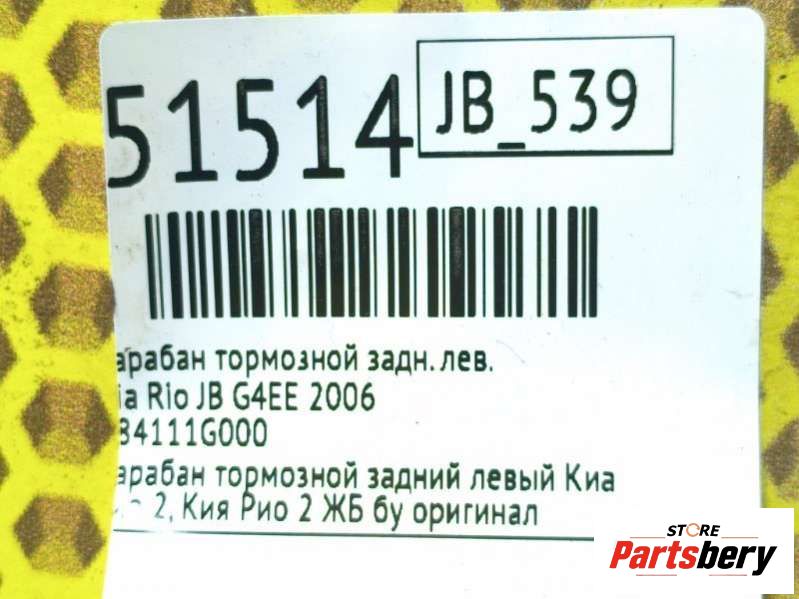 51514
JB_539
арабан тормозной задн.лев.
ia Rio JB G4EE 2006
84111G000
арабан тормозной задний левый Киа
2, Кия Рио 2 ЖБ бу оригинал
STORE
Partsbery